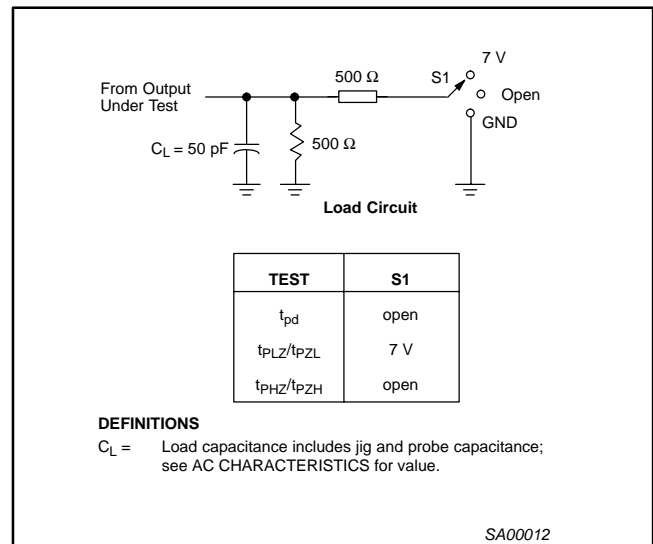 7 V
500 Ω
S1
From Output
Under Test
Open
GND
500 Ω
C_L = 50 pF
Load Circuit
TEST S1
t_pd open
t_PLZ/t_PZL 7 V
t_PHZ/t_PZH open
DEFINITIONS
C_L = Load capacitance includes jig and probe capacitance;
see AC CHARACTERISTICS for value.
SA00012